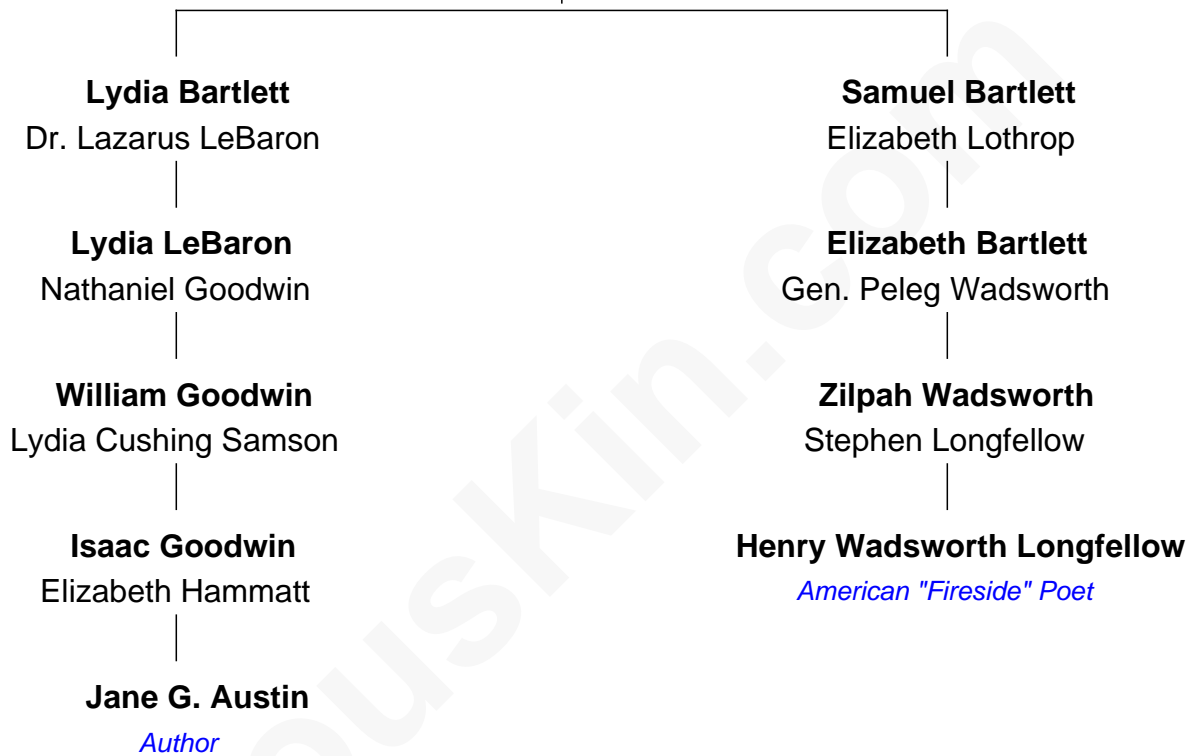 Lydia Bartlett
Dr. Lazarus LeBaron
Samuel Bartlett
Elizabeth Lothrop
Lydia LeBaron
Nathaniel Goodwin
Elizabeth Bartlett
Gen. Peleg Wadsworth
William Goodwin
Lydia Cushing Samson
Zilpah Wadsworth
Stephen Longfellow
Isaac Goodwin
Elizabeth Hammatt
Henry Wadsworth Longfellow
American "Fireside" Poet
Jane G. Austin
Author
ousKin.com